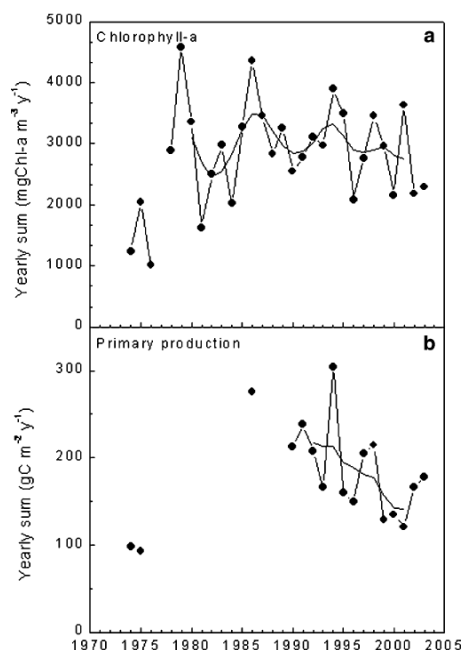 5000
Chlorophyll-a
a
4000
3000
2000
1000
0
Yearly sum (mgChl-a m-3 y-1)
Primary production
b
300
200
100
0
Yearly sum (gC m-2 y-1)
1970 1975 1980 1985 1990 1995 2000 2005